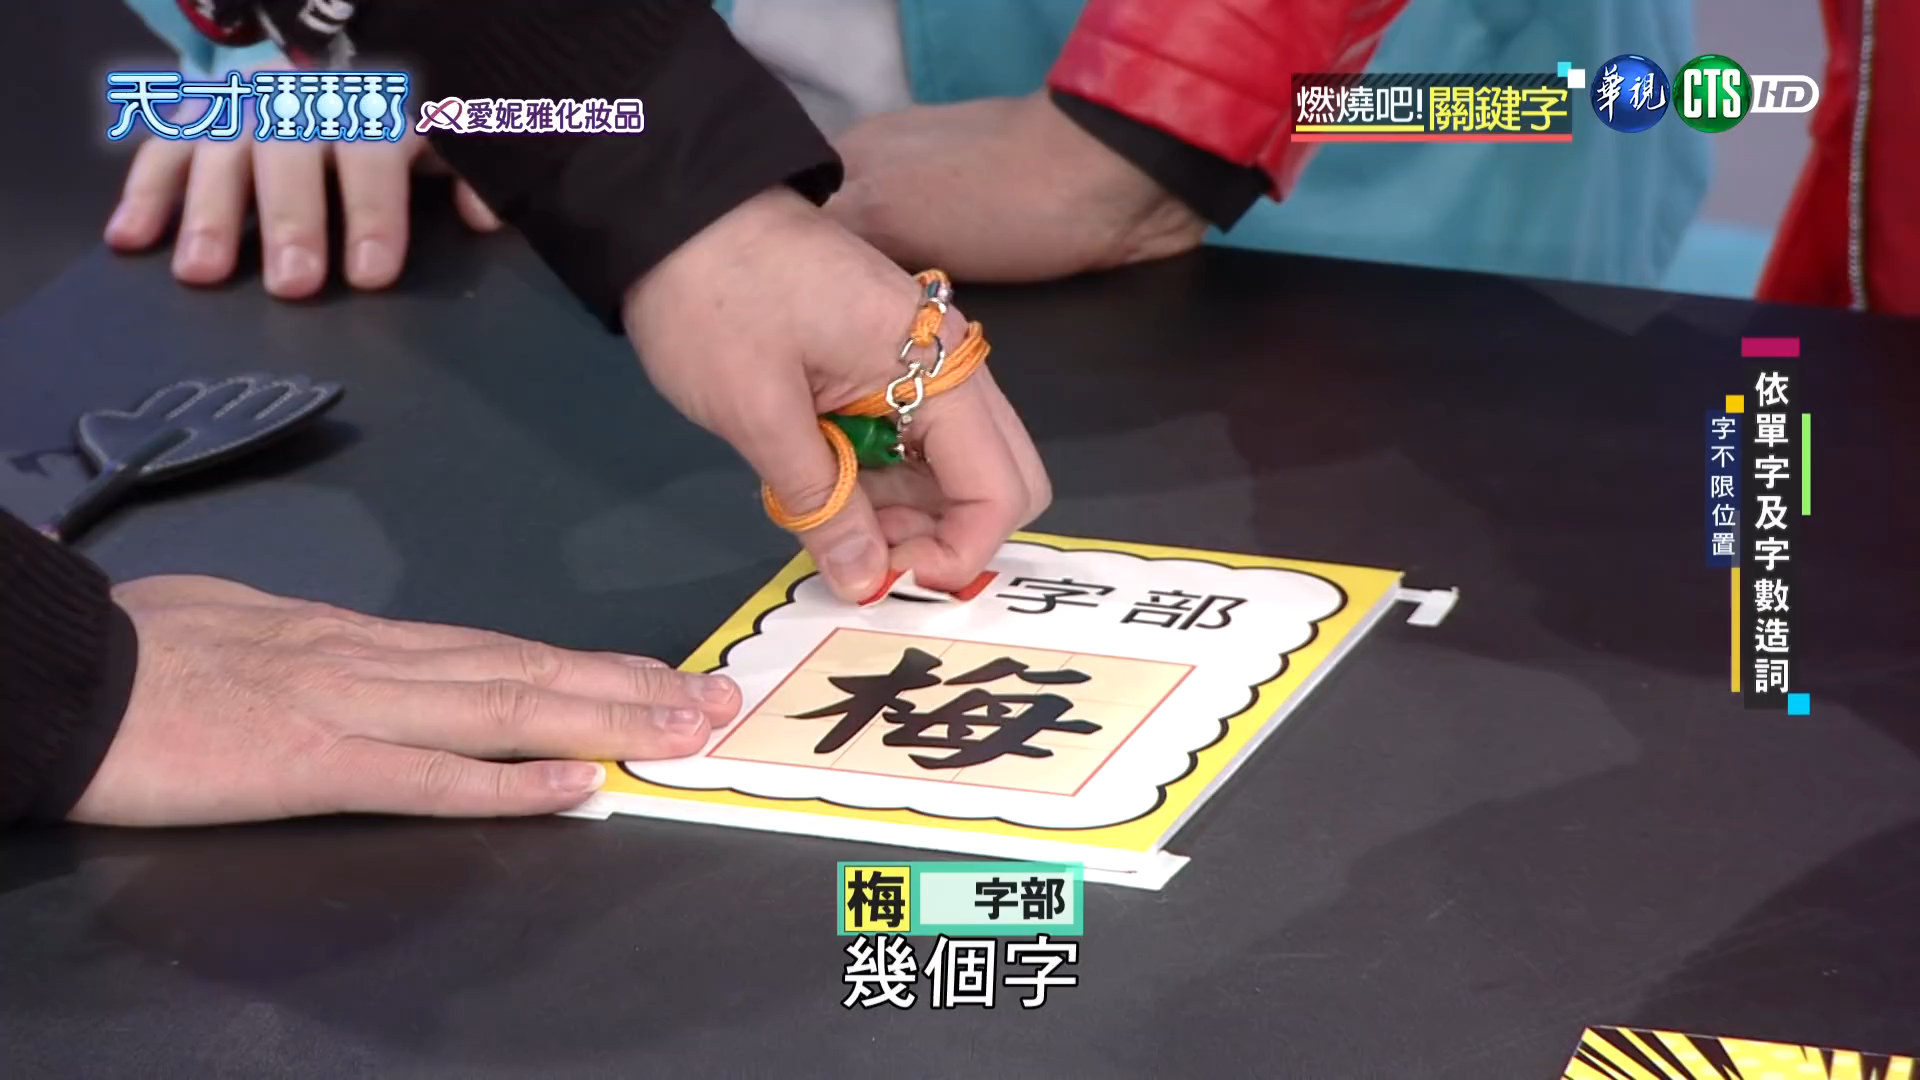 天才衝衝衝
愛妮雅化妝品
燃燒吧!關鍵字
華視 CTS HD
依單字及字數造詞
字不限位置
字部
梅
梅 字部
幾個字